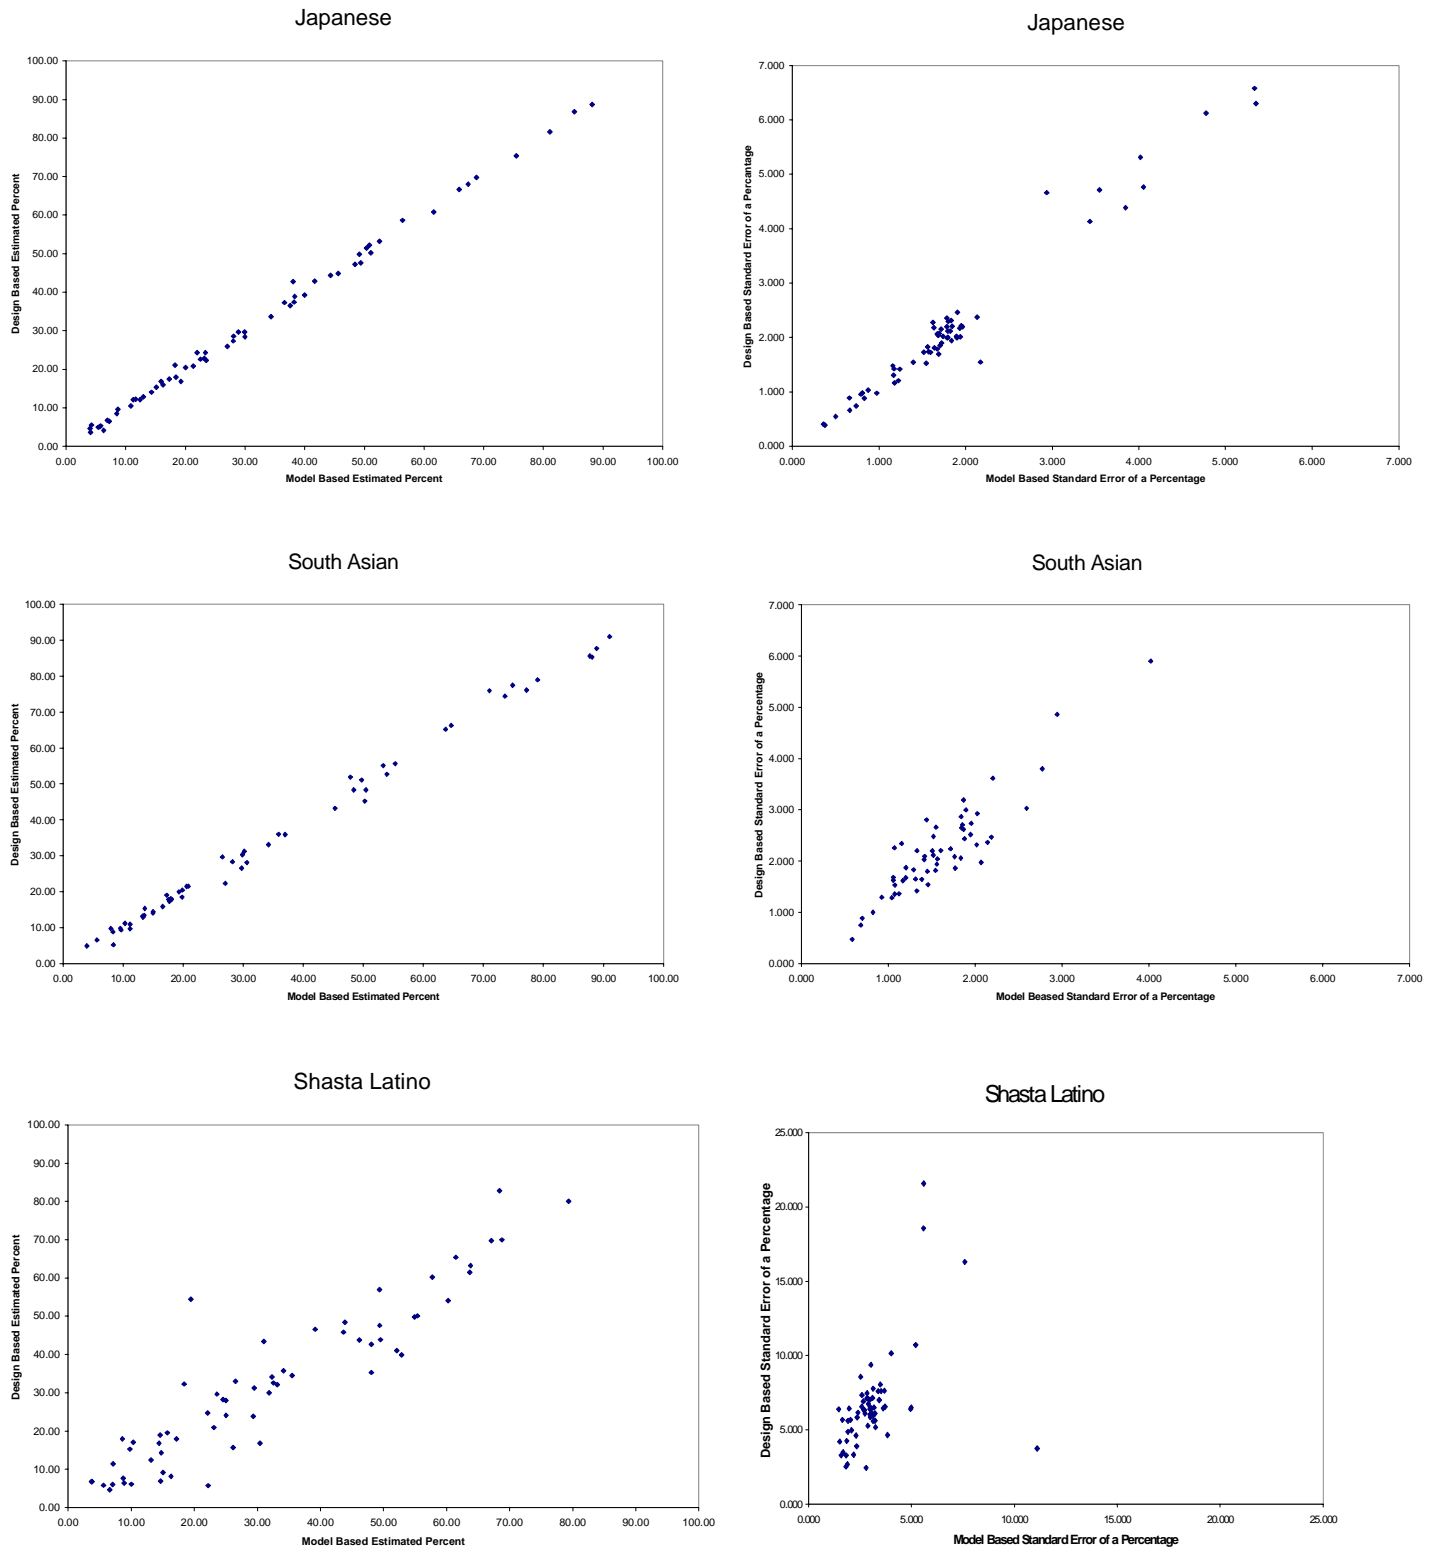 Japanese
100.00
90.00
80.00
70.00
60.00
50.00
40.00
30.00
20.00
10.00
0.00
Design Based Estimated Percent
0.00 10.00 20.00 30.00 40.00 50.00 60.00 70.00 80.00 90.00 100.00
Model Based Estimated Percent
Japanese
7.000
6.000
5.000
4.000
3.000
2.000
1.000
0.000
Design Based Standard Error of a Percantage
0.000 1.000 2.000 3.000 4.000 5.000 6.000 7.000
Model Based Standard Error of a Percentage
South Asian
100.00
90.00
80.00
70.00
60.00
50.00
40.00
30.00
20.00
10.00
0.00
Design Based Estimated Percent
0.00 10.00 20.00 30.00 40.00 50.00 60.00 70.00 80.00 90.00 100.00
Model Based Estimated Percent
South Asian
7.000
6.000
5.000
4.000
3.000
2.000
1.000
0.000
Design Based Standard Error of a Percentage
0.000 1.000 2.000 3.000 4.000 5.000 6.000 7.000
Model Beased Standard Error of a Percentage
Shasta Latino
100.00
90.00
80.00
70.00
60.00
50.00
40.00
30.00
20.00
10.00
0.00
Design Based Estimated Percent
0.00 10.00 20.00 30.00 40.00 50.00 60.00 70.00 80.00 90.00 100.00
Model Based Estimated Percent
Shasta Latino
25.000
20.000
15.000
10.000
5.000
0.000
Design Based Standard Error of a Percentage
0.000 5.000 10.000 15.000 20.000 25.000
Model Based Standard Error of a Percentage